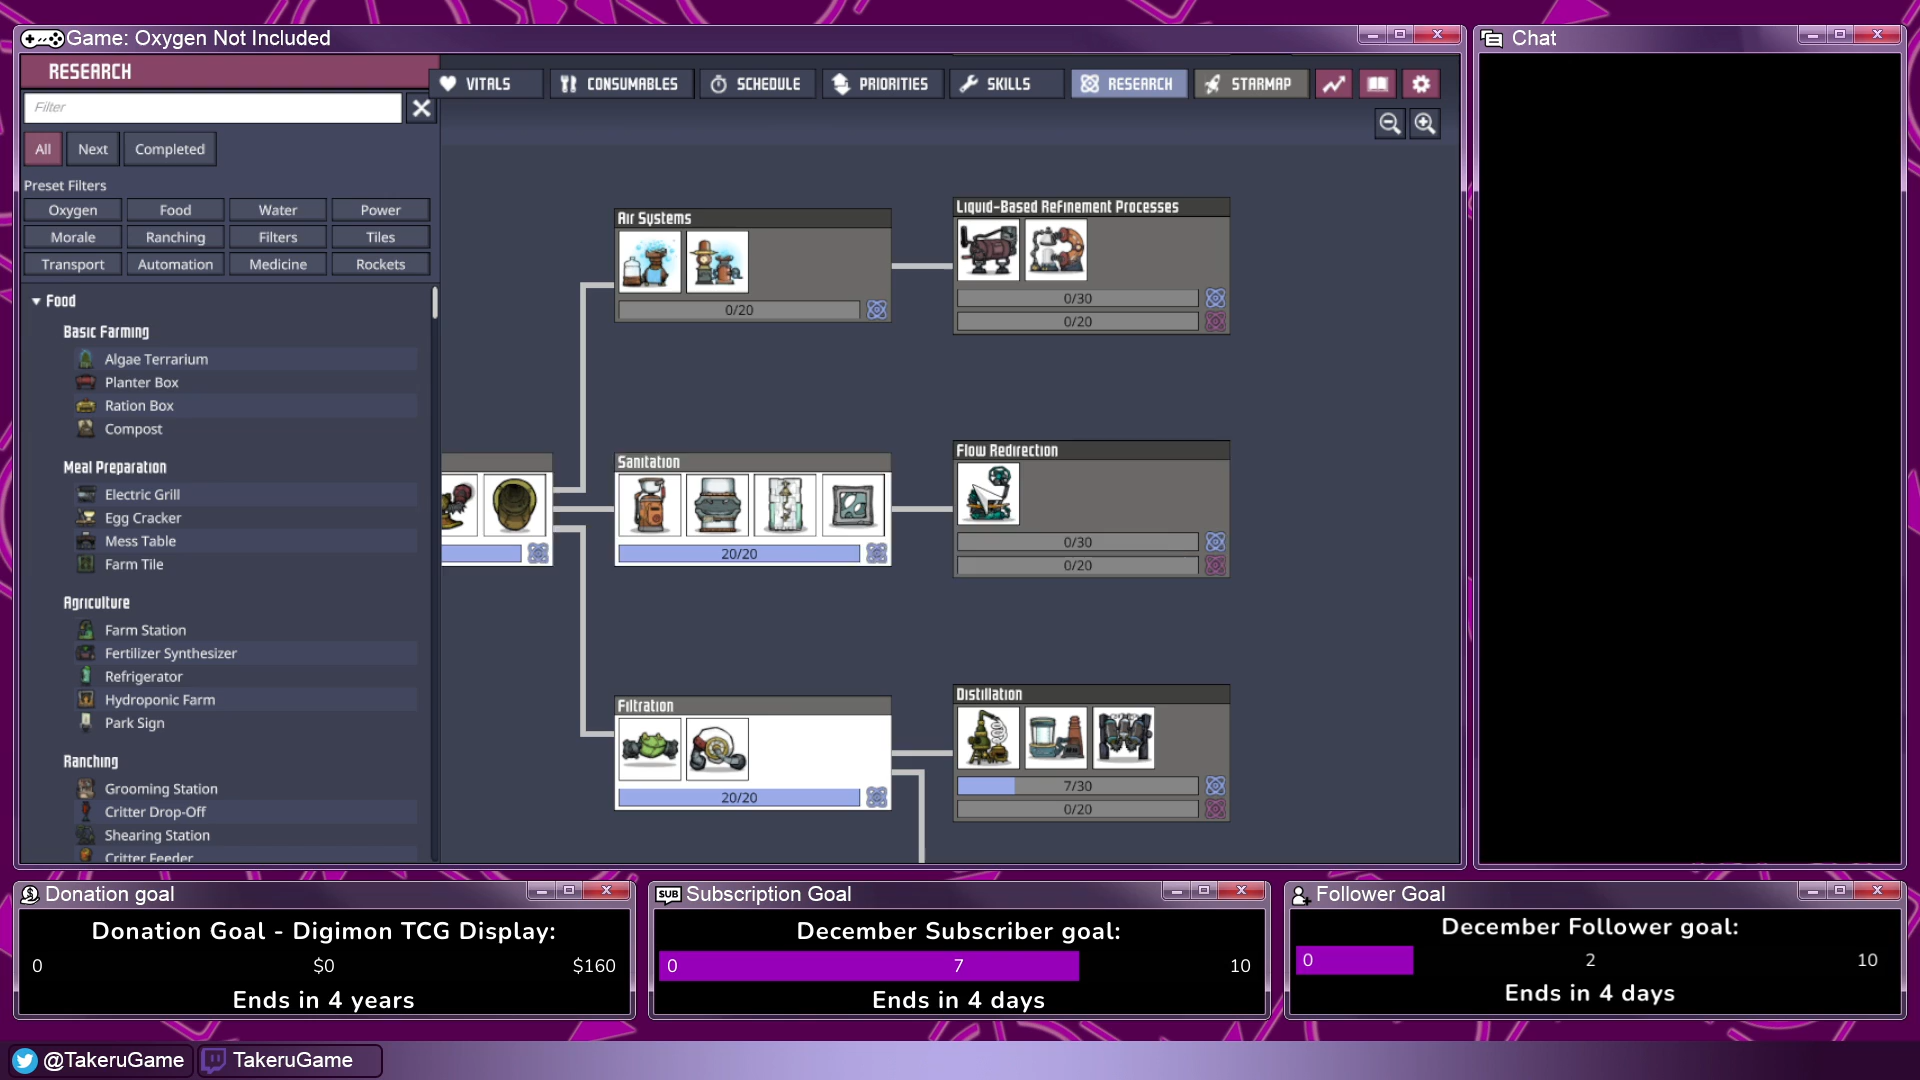 Game: Oxygen Not Included
RESEARCH
Filter
All
Next
Completed
Preset Filters
Oxygen
Food
Water
Power
Morale
Ranching
Filters
Tiles
Transport
Automation
Medicine
Rockets
Food
Basic Farming
Algae Terrarium
Planter Box
Ration Box
Compost
Meal Preparation
Electric Grill
Egg Cracker
Mess Table
Farm Tile
Agriculture
Farm Station
Fertilizer Synthesizer
Refrigerator
Hydroponic Farm
Park Sign
Ranching
Grooming Station
Critter Drop-Off
Shearing Station
Critter Feeder
VITALS
CONSUMABLES
SCHEDULE
PRIORITIES
SKILLS
RESEARCH
STARMAP
Air Systems
0/20
Liquid-Based Refinement Processes
0/30
0/20
Sanitation
20/20
Flow Redirection
0/30
0/20
Filtration
20/20
Distillation
7/30
0/20
Chat
Donation goal
Donation Goal - Digimon TCG Display:
0 $0 $160
Ends in 4 years
SUB Subscription Goal
December Subscriber goal:
0 7 10
Ends in 4 days
Follower Goal
December Follower goal:
0 2 10
Ends in 4 days
@TakeruGame
TakeruGame